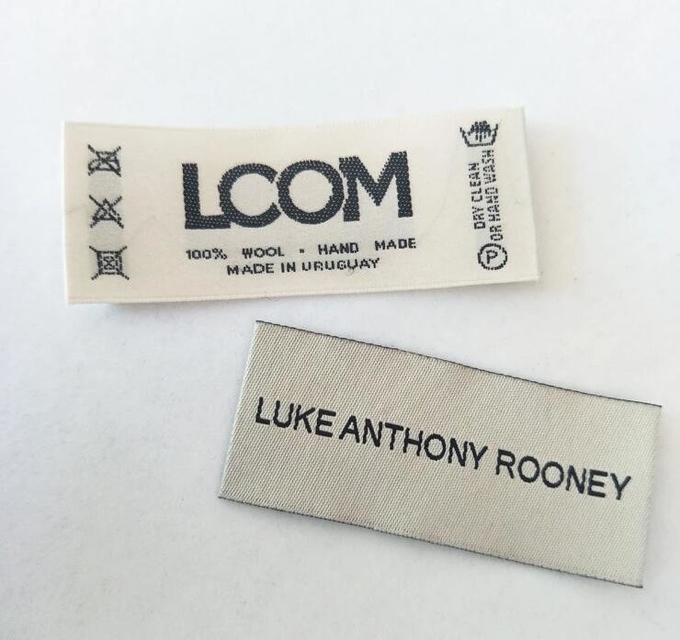 LCOM
100% WOOL • HAND MADE
MADE IN URUGUAY
DRY CLEAN
OR HAND WASH
P
LUKE ANTHONY ROONEY